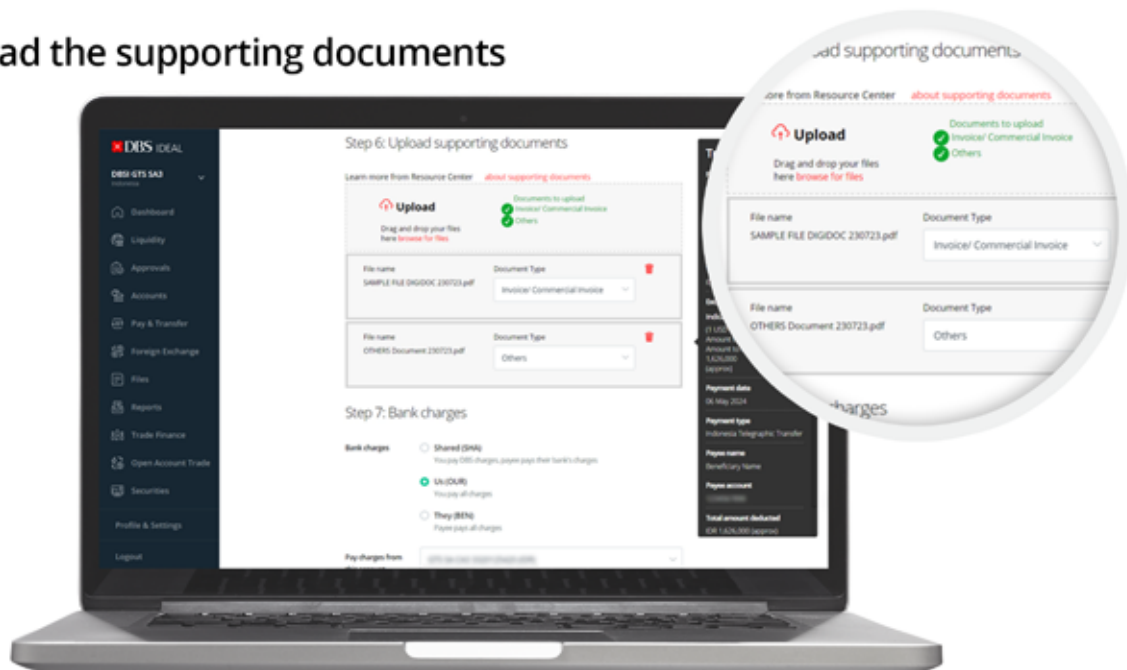 ad the supporting documents
DBS IDEAL
DBSI GTS SA3
Indonesia
Dashboard
Liquidity
Approvals
Accounts
Pay & Transfer
Foreign Exchange
Files
Reports
Trade Finance
Open Account Trade
Securities
Profile & Settings
Logout
Step 6: Upload supporting documents
Learn more from Resource Center about supporting documents
Upload
Drag and drop your files
here browse for files
Documents to upload
Invoice/ Commercial Invoice
Others
File name
SAMPLE FILE DIGIDOC 230723.pdf
Document Type
Invoice/ Commercial Invoice
File name
OTHERS Document 230723.pdf
Document Type
Others
Step 7: Bank charges
Bank charges
Shared (SHA)
You pay DBS charges, payee pays their bank's charges
Us (OUR)
You pay all charges
They (BEN)
Payee pays all charges
Pay charges from
(1 USD
Amount
Amount to
1,626,000
(approx)
Payment date
06 May 2024
Payment type
Indonesia Telegraphic Transfer
Payee name
Beneficiary Name
Payee account
Total amount deducted
IDR 1,626,000 (approx)
ad supporting documents
ore from Resource Center about supporting documents
Upload
Drag and drop your files
here browse for files
Documents to upload
Invoice/ Commercial Invoice
Others
File name
SAMPLE FILE DIGIDOC 230723.pdf
Document Type
Invoice/ Commercial Invoice
File name
OTHERS Document 230723.pdf
Document Type
Others
charges